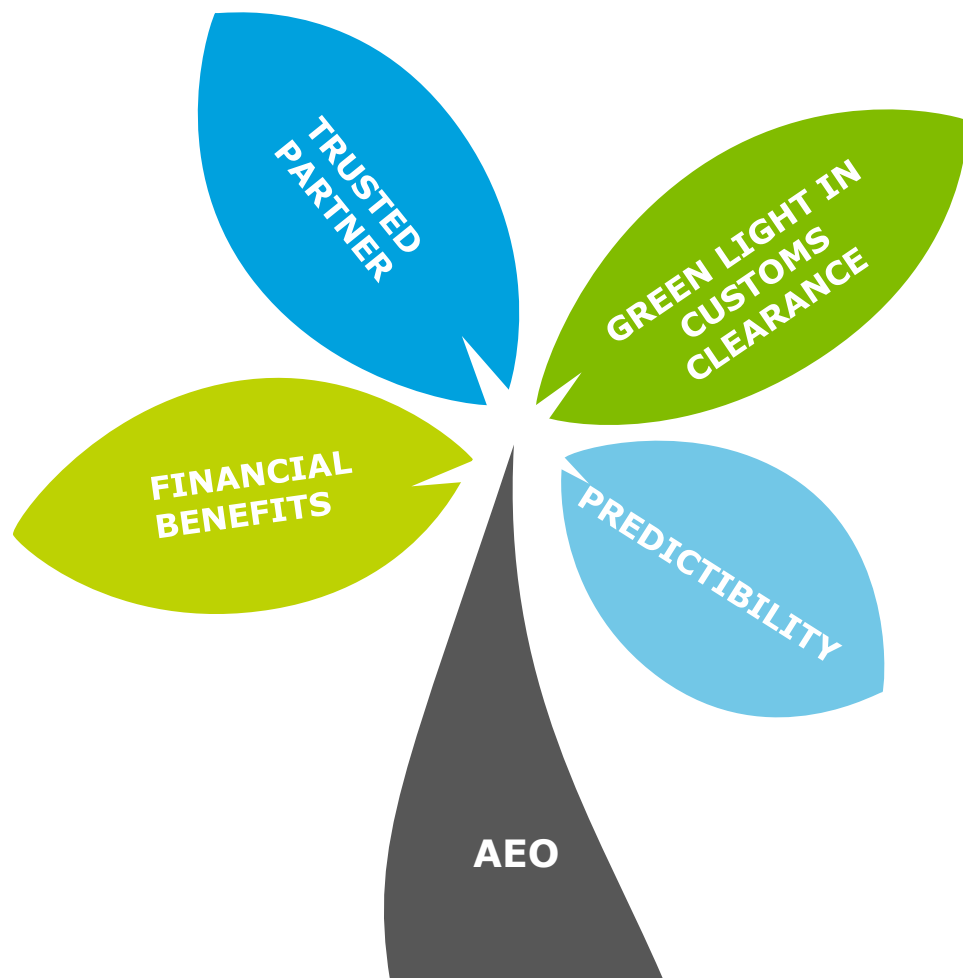 TRUSTED
PARTNER
GREEN LIGHT IN
CUSTOMS
CLEARANCE
FINANCIAL
BENEFITS
PREDICTIBILITY
AEO